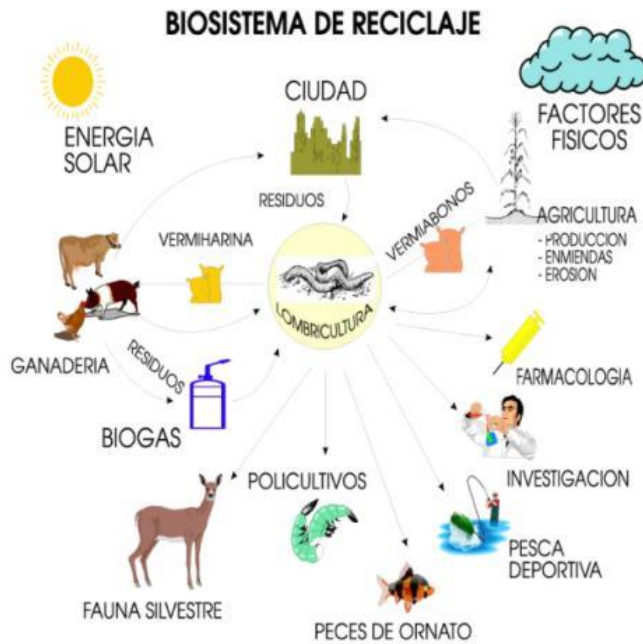 BIOSISTEMA DE RECICLAJE
CIUDAD
ENERGIA
SOLAR
FACTORES
FISICOS
RESIDUOS
VERMIHARINA
VERMIABONOS
AGRICULTURA
- PRODUCCION
- ENMIENDAS
- EROSION
LOMBRICULTURA
GANADERIA
RESIDUOS
BIOGAS
FARMACOLOGIA
INVESTIGACION
POLICULTIVOS
PESCA
DEPORTIVA
FAUNA SILVESTRE
PECES DE ORNATO